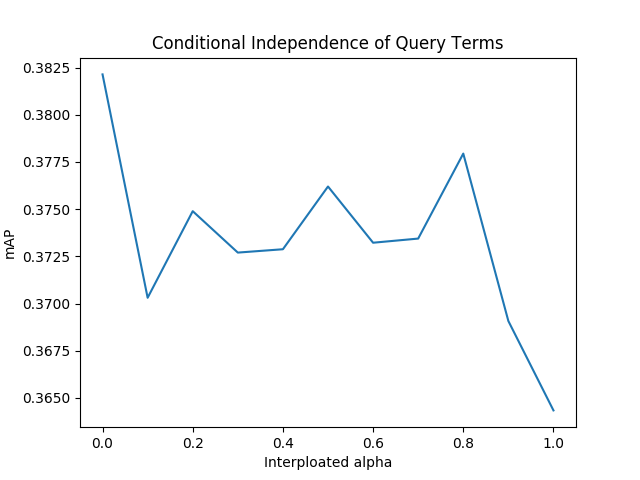 Conditional Independence of Query Terms
0.3825
0.3800
0.3775
0.3750
0.3725
0.3700
0.3675
0.3650
mAP
0.0 0.2 0.4 0.6 0.8 1.0
Interploated alpha